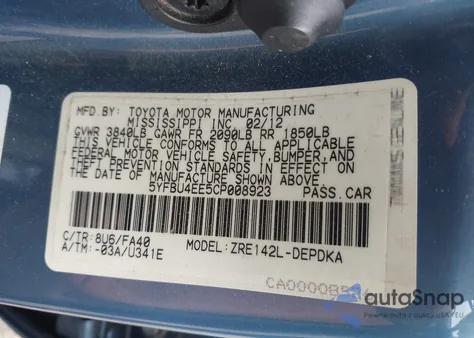 MFD.BY: TOYOTA MOTOR MANUFACTURING
MISSISSIPPI INC 02/12
GVWR 3840LB GAWR FR 2090LB RR 1850LB
THIS VEHICLE CONFORMS TO ALL APPLICABLE
FEDERAL MOTOR VEHICLE SAFETY, BUMPER, AND
THEFT PREVENTION STANDARDS IN EFFECT ON
THE DATE OF MANUFACTURE SHOWN ABOVE.
5YFBU4EE5CP008923 PASS.CAR
C/TR: 8U6/FA40 MODEL: ZRE142L-DEPDKA
A/TM: -03A/U341E
autoSnap